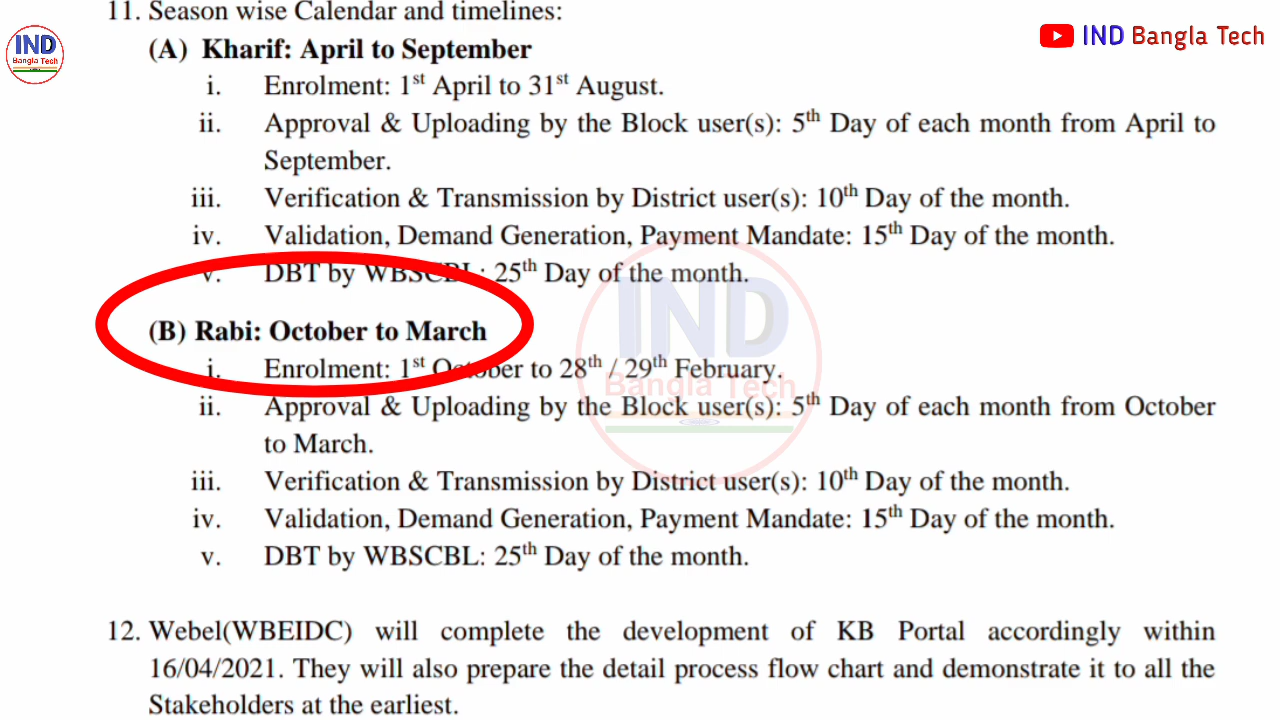 11. Season wise Calendar and timelines:
IND
Bangla Tech
IND Bangla Tech
(A) Kharif: April to September
i. Enrolment: 1st April to 31st August.
ii. Approval & Uploading by the Block user(s): 5th Day of each month from April to
September.
iii. Verification & Transmission by District user(s): 10th Day of the month.
iv. Validation, Demand Generation, Payment Mandate: 15th Day of the month.
v. DBT by WBSCBL: 25th Day of the month.
IND
Bangla Tech
(B) Rabi: October to March
i. Enrolment: 1st October to 28th / 29th February.
ii. Approval & Uploading by the Block user(s): 5th Day of each month from October
to March.
iii. Verification & Transmission by District user(s): 10th Day of the month.
iv. Validation, Demand Generation, Payment Mandate: 15th Day of the month.
v. DBT by WBSCBL: 25th Day of the month.
12. Webel(WBEIDC) will complete the development of KB Portal accordingly within
16/04/2021. They will also prepare the detail process flow chart and demonstrate it to all the
Stakeholders at the earliest.